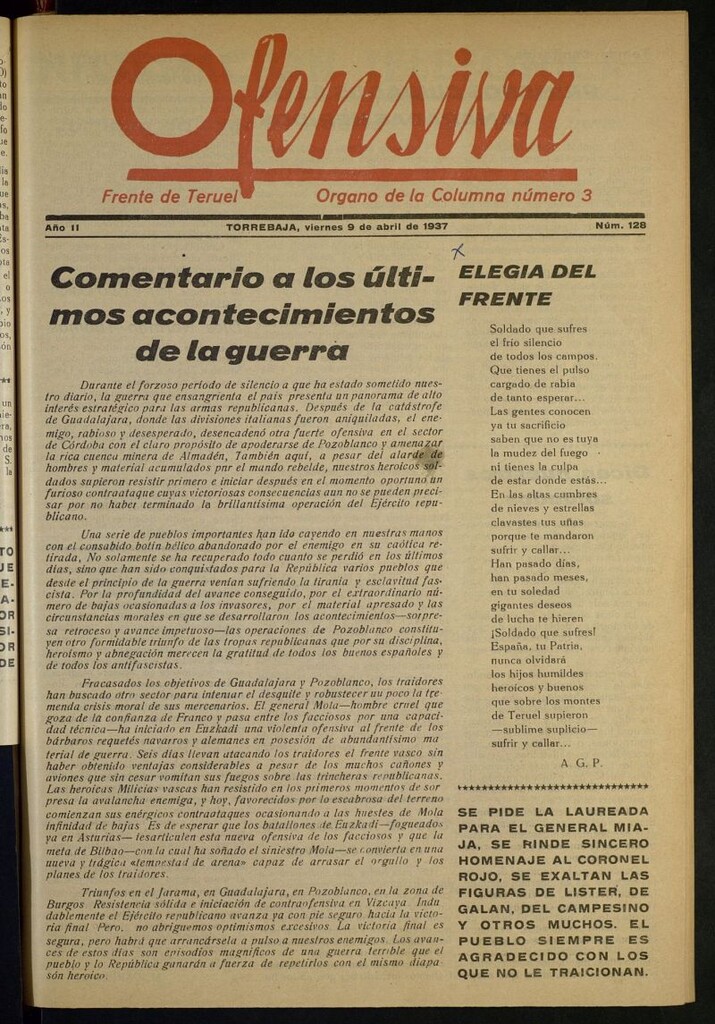 Ofensiva
Frente de Teruel Organo de la Columna número 3
Año II TORREBAJA, viernes 9 de abril de 1937 Núm. 128
Comentario a los últi-
mos acontecimientos
de la guerra
Durante el forzoso período de silencio a que ha estado sometido nues-
tro diario, la guerra que ensangrienta el país presenta un panorama de alto
interés estratégico para las armas republicanas. Después de la catástrofe
de Guadalajara, donde las divisiones italianas fueron aniquiladas, el ene-
migo, rabioso y desesperado, desencadenó otra fuerte ofensiva en el sector
de Córdoba con el claro propósito de apoderarse de Pozoblanco y amenazar
la rica cuenca minera de Almadén, También aquí, a pesar del alarde de
hombres y material acumulados pnr el mando rebelde, nuestros heroicos sol-
dados supieron resistir primero e iniciar después en el momento oportuno un
furioso contraataque cuyas victoriosas consecuencias aun no se pueden preci-
sar por no haber terminado la brillantísima operación del Ejército repu-
blicano.
Una serie de pueblos importantes han ido cayendo en nuestras manos
con el consabido botín bélico abandonado por el enemigo en su caótica re-
tirada, No solamente se ha recuperado todo cuanto se perdió en los últimos
días, sino que han sido conquistados para la República varios pueblos que
desde el principio de la guerra venían sufriendo la tiranía y esclavitud fas-
cista. Por la profundidad del avance conseguido, por el extraordinario nú-
mero de bajas ocasionadas a los invasores, por el material apresado y las
circunstancias morales en que se desarrollaron los acontecimientos—sorpre-
sa retroceso y avance impetuoso—las operaciones de Pozoblanco constitu-
yen otro formidable triunfo de las tropas republicanas que por su disciplina,
heroísmo y abnegación merecen la gratitud de todos los buenos españoles y
de todos los antifascistas.
Fracasados los objetivos de Guadalajara y Pozoblanco, los traidores
han buscado otro sector para intenuar el desquite y robustecer un poco la tre-
menda crisis moral de sus mercenarios. El general Mola—hombre cruel que
goza de la confianza de Franco y pasa entre los facciosos por una capaci-
dad técnica—ha iniciado en Euzkadi una violenta ofensiva al frente de los
bárbaros requetés navarros y alemanes en posesión de abundantísimo ma-
terial de guerra. Seis días llevan atacando los traidores el frente vasco sin
haber obtenido ventajas considerables a pesar de los muchos cañones y
aviones que sin cesar vomitan sus fuegos sobre las trincheras republicanas.
Las heroicas Milicias vascas han resistido en los primeros momentos de sor
presa la avalancha enemiga, y hoy, favorecidos por lo escabroso del terreno
comienzan sus enérgicos contraataques ocasionando a las huestes de Mola
infinidad de bajas Es de esperar que los batallones de Euzkadi—fogueados
ya en Asturias— desarticulen esta nueva ofensiva de los facciosos y que la
meta de Bilbao—con la cual ha soñado el siniestro Mola—se convierta en una
nueva y trágica «tempestad de arena» capaz de arrasar el orgullo y los
planes de los traidores.
Triunfos en el Jarama, en Guadalajara, en Pozoblanco, en la zona de
Burgos Resistencia sólida e iniciación de contraofensiva en Vizcaya. Indu
dablemente el Ejército republicano avanza ya con pie seguro hacia la victo-
ria final Pero, no abriguemos optimismos excesivos. La victoria final es
segura, pero habrá que arrancársela a pulso a nuestros enemigos. Los avan-
ces de estos días son episodios magníficos de una guerra terrible que el
pueblo y lo República ganarán a fuerza de repetirlos con el mismo diapa
són heroico.
ELEGIA DEL
FRENTE
Soldado que sufres
el frío silencio
de todos los campos.
Que tienes el pulso
cargado de rabia
de tanto esperar...
Las gentes conocen
ya tu sacrificio
saben que no es tuya
la mudez del fuego
ni tienes la culpa
de estar donde estás...
En las altas cumbres
de nieves y estrellas
clavastes tus uñas
porque te mandaron
sufrir y callar...
Han pasado días,
han pasado meses,
en tu soledad
gigantes deseos
de lucha te hieren
¡Soldado que sufres!
España, tu Patria,
nunca olvidará
los hijos humildes
heroicos y buenos
que sobre los montes
de Teruel supieron
—sublime suplicio—
sufrir y callar...
A. G. P.
SE PIDE LA LAUREADA
PARA EL GENERAL MIA-
JA, SE RINDE SINCERO
HOMENAJE AL CORONEL
ROJO, SE EXALTAN LAS
FIGURAS DE LISTER, DE
GALAN, DEL CAMPESINO
Y OTROS MUCHOS. EL
PUEBLO SIEMPRE ES
AGRADECIDO CON LOS
QUE NO LE TRAICIONAN.